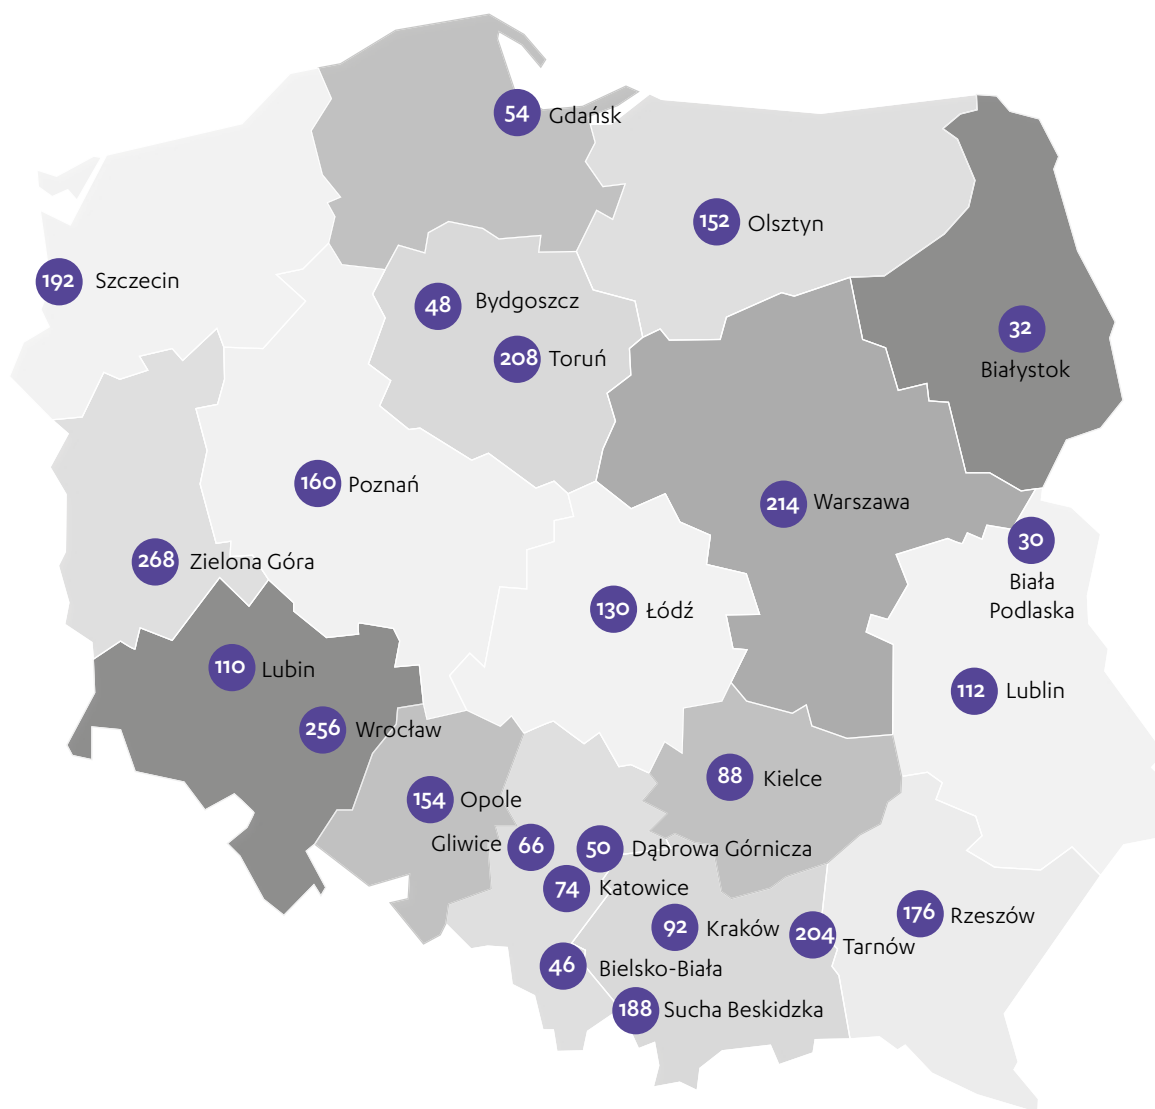 54 Gdańsk
152 Olsztyn
192 Szczecin
48 Bydgoszcz
32
Białystok
208 Toruń
160 Poznań
214 Warszawa
30
Biała
Podlaska
268 Zielona Góra
130 Łódź
110 Lubin
112 Lublin
256 Wrocław
88 Kielce
154 Opole
Gliwice 66
50 Dąbrowa Górnicza
74 Katowice
176 Rzeszów
92 Kraków
204 Tarnów
46 Bielsko-Biała
188 Sucha Beskidzka